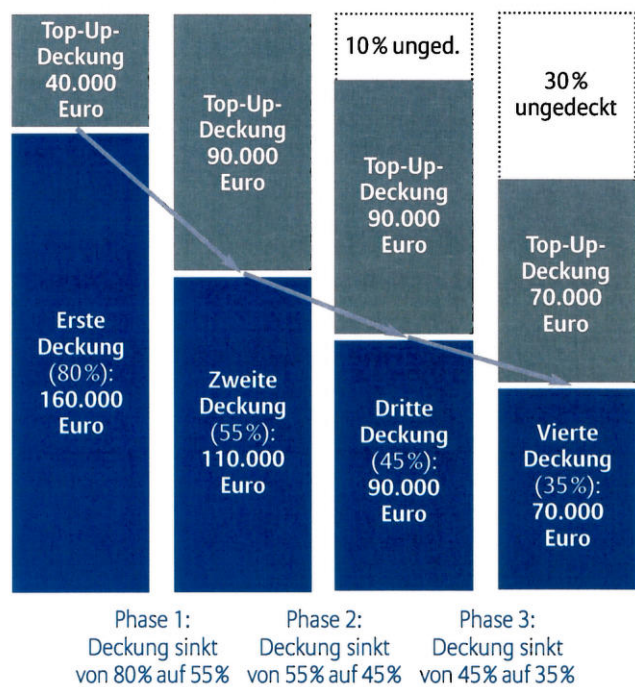 Top-Up-
Deckung
40.000
Euro
Erste
Deckung
(80%):
160.000
Euro
Top-Up-
Deckung
90.000
Euro
Zweite
Deckung
(55%):
110.000
Euro
10% unged.
Top-Up-
Deckung
90.000
Euro
Dritte
Deckung
(45%):
90.000
Euro
30%
ungedeckt
Top-Up-
Deckung
70.000
Euro
Vierte
Deckung
(35%):
70.000
Euro
Phase 1:
Deckung sinkt
von 80% auf 55%
Phase 2:
Deckung sinkt
von 55% auf 45%
Phase 3:
Deckung sinkt
von 45% auf 35%